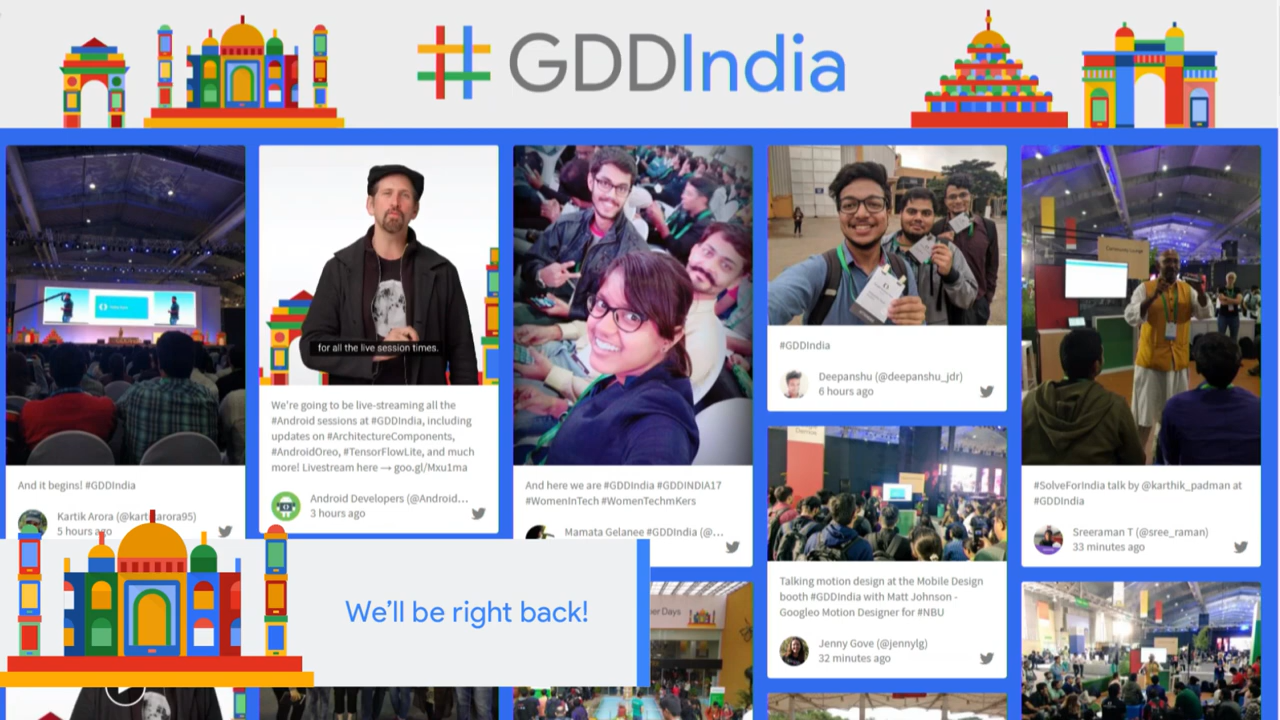 #GDDIndia
And it begins! #GDDIndia
5 hours ago
for all the live session times.
We're going to be live-streaming all the
#Android sessions at #GDDIndia, including
updates on #ArchitectureComponents,
#AndroidOreo, #TensorFlowLite, and much
more! Livestream here → goo.gl/Mxu1ma
Android Developers (@Android...
3 hours ago
And here we are #GDDIndia #GDDINDIA17
#WomenInTech #WomenTechmKers
Mamata Gelanee #GDDIndia (@...
#GDDIndia
Deepanshu (@deepanshu_jdr)
6 hours ago
Talking motion design at the Mobile Design
booth #GDDIndia with Matt Johnson -
Googleo Motion Designer for #NBU
Jenny Gove (@jennylg)
32 minutes ago
Community Lounge
#SolveForIndia talk by @karthik_padman at
#GDDIndia
Sreeraman T (@sree_raman)
33 minutes ago
We'll be right back!